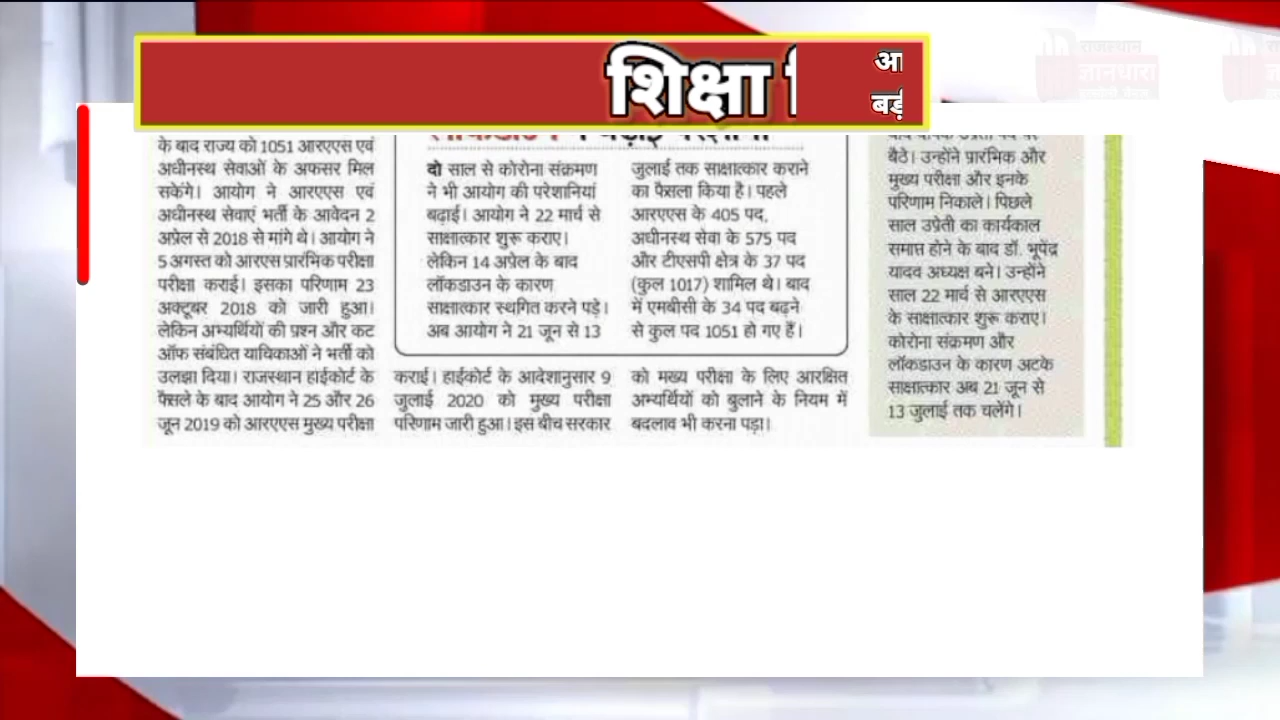 शिक्षा
आ
बड़
राजस्थान
ज्ञानधारा
के बाद राज्य को 1051 आरएएस एवं
अधीनस्थ सेवाओं के अफसर मिल
सकेंगे। आयोग ने आरएएस एवं
अधीनस्थ सेवाएं भर्ती के आवेदन 2
अप्रेल से 2018 से मांगे थे। आयोग ने
5 अगस्त को आरएस प्रारंभिक परीक्षा
परीक्षा कराई। इसका परिणाम 23
अक्टूबर 2018 को जारी हुआ।
लेकिन अभ्यर्थियों की प्रश्न और कट
ऑफ संबंधित याचिकाओं ने भर्ती को
उलझा दिया। राजस्थान हाईकोर्ट के
फैसले के बाद आयोग ने 25 और 26
जून 2019 को आरएएस मुख्य परीक्षा
दो साल से कोरोना संक्रमण
ने भी आयोग की परेशानियां
बढ़ाई। आयोग ने 22 मार्च से
साक्षात्कार शुरू कराए।
लेकिन 14 अप्रेल के बाद
लॉकडाउन के कारण
साक्षात्कार स्थगित करने पड़े।
अब आयोग ने 21 जून से 13
जुलाई तक साक्षात्कार कराने
का फैसला किया है। पहले
आरएएस के 405 पद,
अधीनस्थ सेवा के 575 पद
और टीएसपी क्षेत्र के 37 पद
(कुल 1017) शामिल थे। बाद
में एमबीसी के 34 पद बढ़ने
से कुल पद 1051 हो गए हैं।
कराई। हाईकोर्ट के आदेशानुसार 9
जुलाई 2020 को मुख्य परीक्षा
परिणाम जारी हुआ। इस बीच सरकार
को मख्य परीक्षा के लिए आरक्षित
अभ्यर्थियों को बुलाने के नियम में
बदलाव भी करना पड़ा।
बैठे। उन्होंने प्रारंभिक और
मुख्य परीक्षा और इनके
परिणाम निकाले। पिछले
साल उप्रेती का कार्यकाल
समाप्त होने के बाद डॉ. भूपेंद्र
यादव अध्यक्ष बने। उन्होंने
साल 22 मार्च से आरएएस
के साक्षात्कार शुरू कराए।
कोरोना संक्रमण और
लॉकडाउन के कारण अटके
साक्षात्कार अब 21 जून से
13 जुलाई तक चलेंगे।